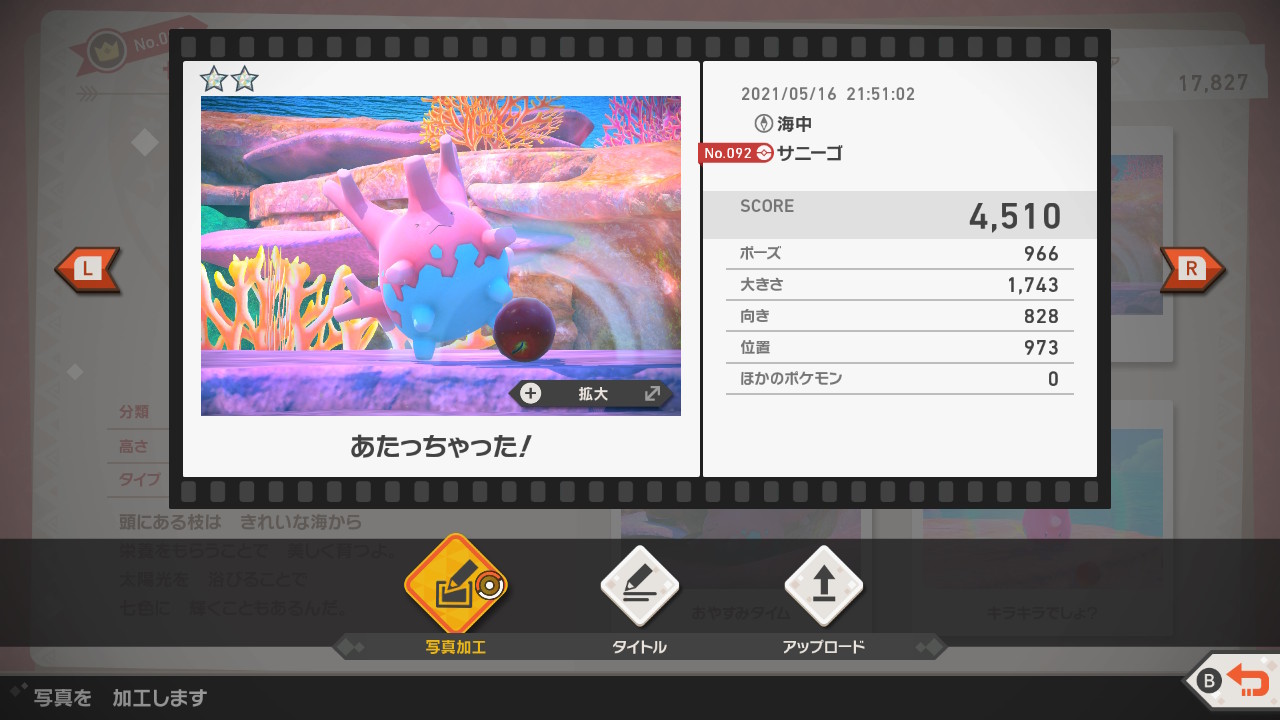 17,827
2021/05/16 21:51:02
海中
No.092 サニーゴ
SCORE 4,510
ポーズ 966
大きさ 1,743
向き 828
位置 973
ほかのポケモン 0
L
R
+ 拡大
あたっちゃった!
分類
高さ
タイプ
頭にある枝は きれいな海から
栄養をもらうことで 美しく育つよ。
太陽光を 浴びることで
七色に 輝くこともあるんだ。
おやすみタイム
キラキラでしょ?
写真加工
タイトル
アップロード
B
写真を 加工します